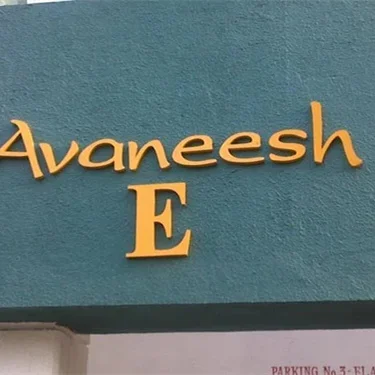 Avaneesh
E
PARKING No 3-